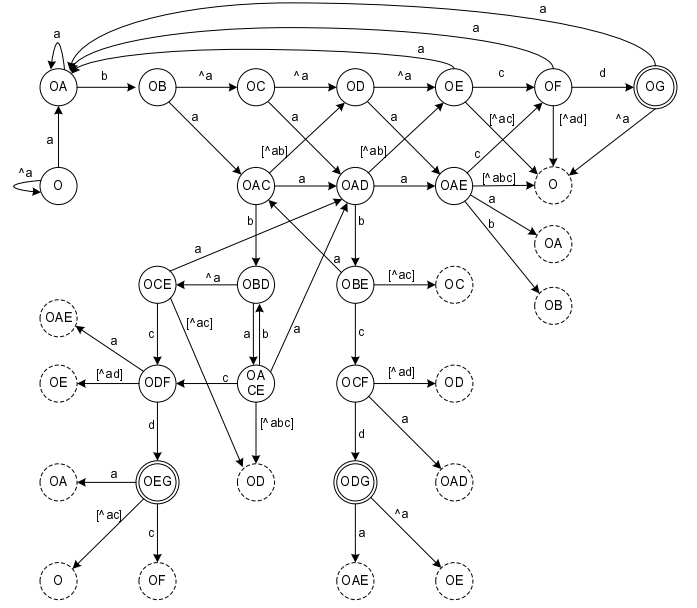 a
a
a
a
OA
b
OB
^a
OC
^a
OD
^a
OE
c
OF
d
OG
a
a
a
[^ab]
a
[^ab]
a
c
[^ac]
[^ad]
^a
^a
O
OAC
a
OAD
a
OAE
[^abc]
O
a
OA
b
OB
b
b
a
a
OCE
^a
OBD
OBE
[^ac]
OC
OAE
a
c
[^ac]
a
b
a
c
OE
[^ad]
ODF
c
OA
CE
OCF
[^ad]
OD
d
[^abc]
d
a
OA
a
OEG
OD
ODG
OAD
[^ac]
c
a
^a
O
OF
OAE
OE